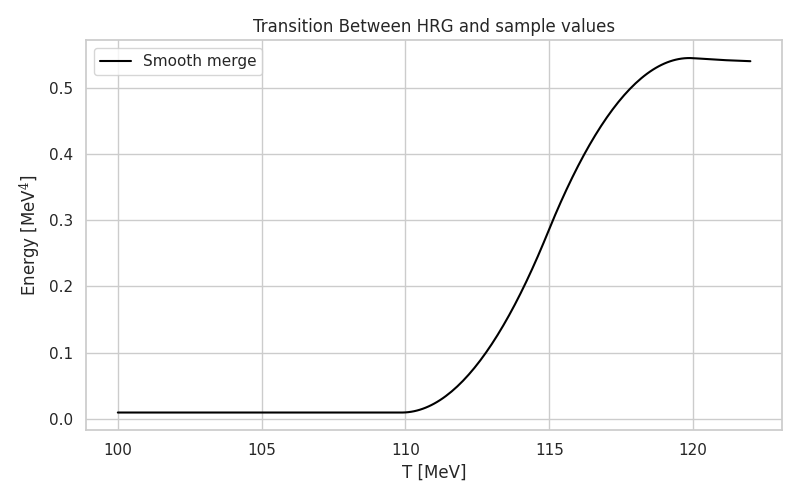 Transition Between HRG and sample values
Smooth merge
Energy [MeV⁴]
0.5
0.4
0.3
0.2
0.1
0.0
100 105 110 115 120
T [MeV]